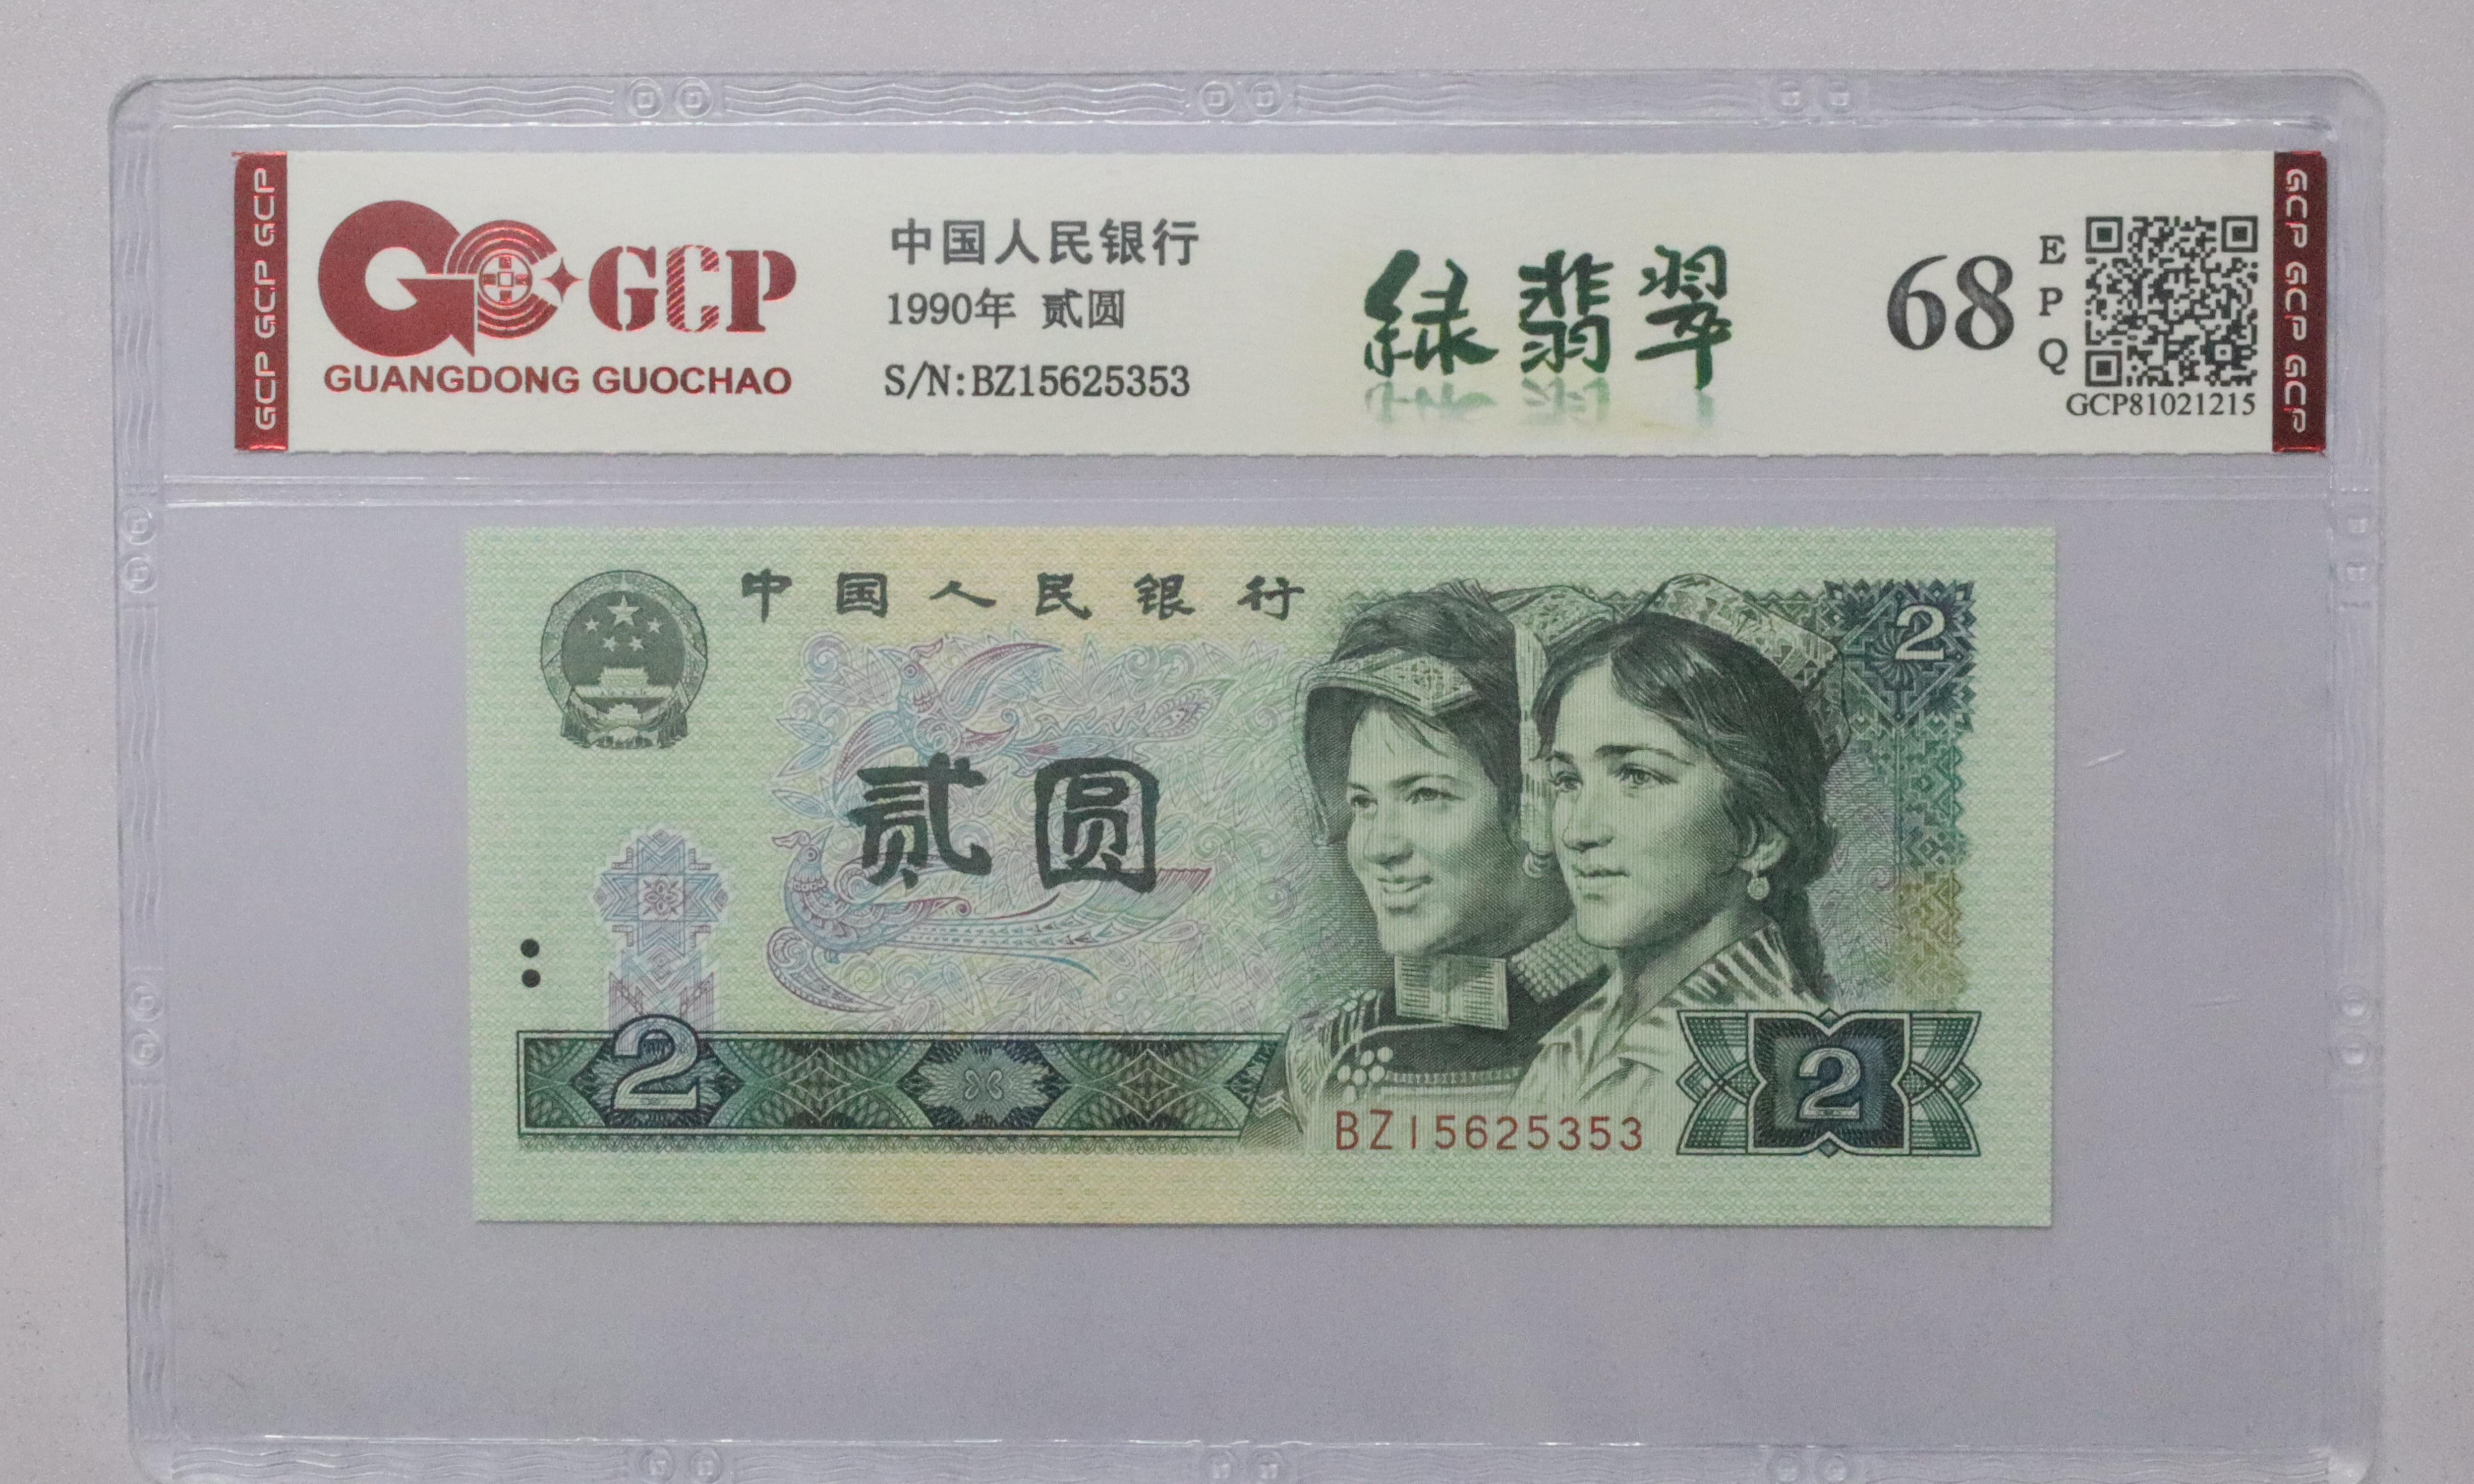 GCP GCP GCP
GCP
GUANGDONG GUOCHAO
中国人民银行
1990年 贰圆
S/N:BZ15625353
绿翡翠
68
E
P
Q
GCP81021215
GCP GCP GCP
中国人民银行
2
贰圆
2
BZ15625353
2